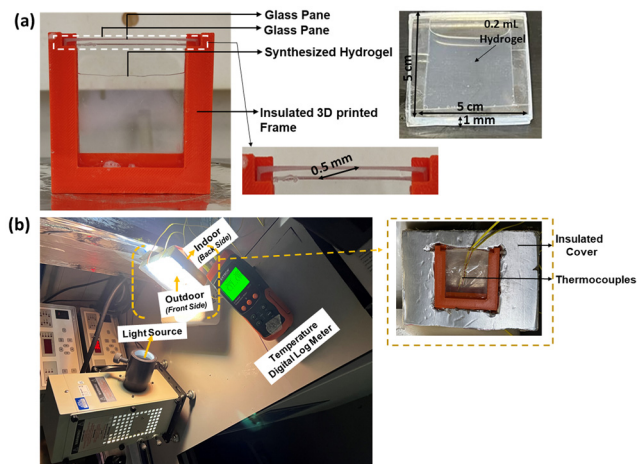 (a)
Glass Pane
Glass Pane
Synthesized Hydrogel
Insulated 3D printed
Frame
0.5 mm
0.2 mL
Hydrogel
5 cm
5 cm
1 mm
(b)
Indoor
(Back Side)
Outdoor
(Front Side)
Light Source
Temperature
Digital Log Meter
Insulated
Cover
Thermocouples